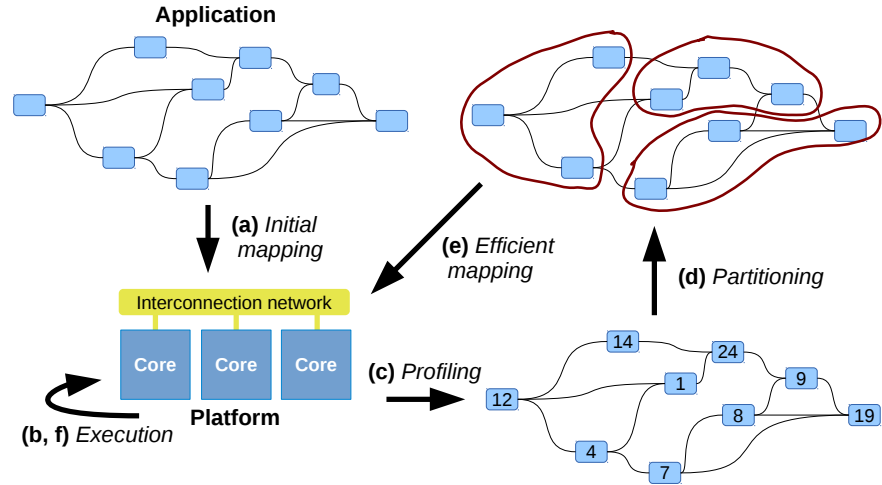 Application
(a) Initial
mapping
(e) Efficient
mapping
(d) Partitioning
Interconnection network
Core Core Core
Platform
(b, f) Execution
(c) Profiling
14
24
12
1
9
8
19
4
7